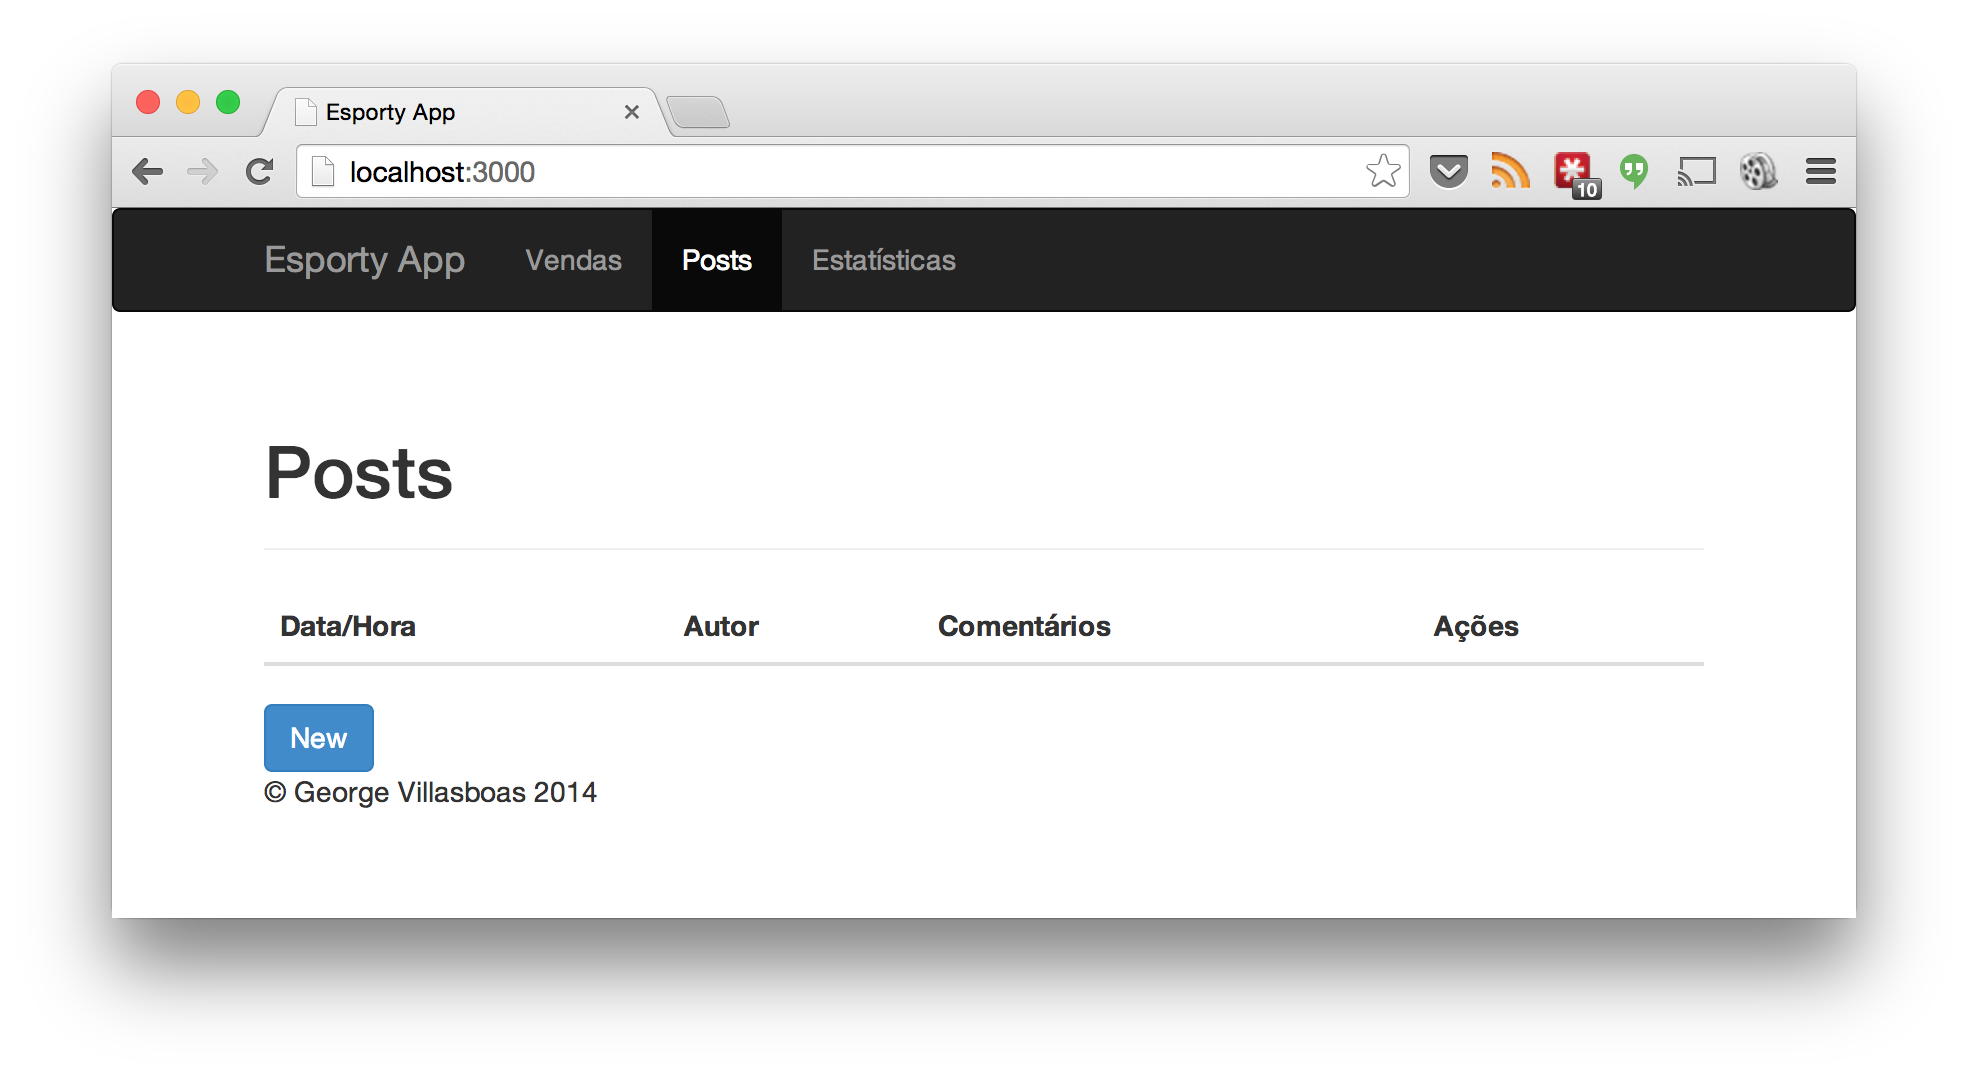 Esporty App
localhost:3000
10
Esporty App Vendas Posts Estatísticas
Posts
Data/Hora Autor Comentários Ações
New
© George Villasboas 2014